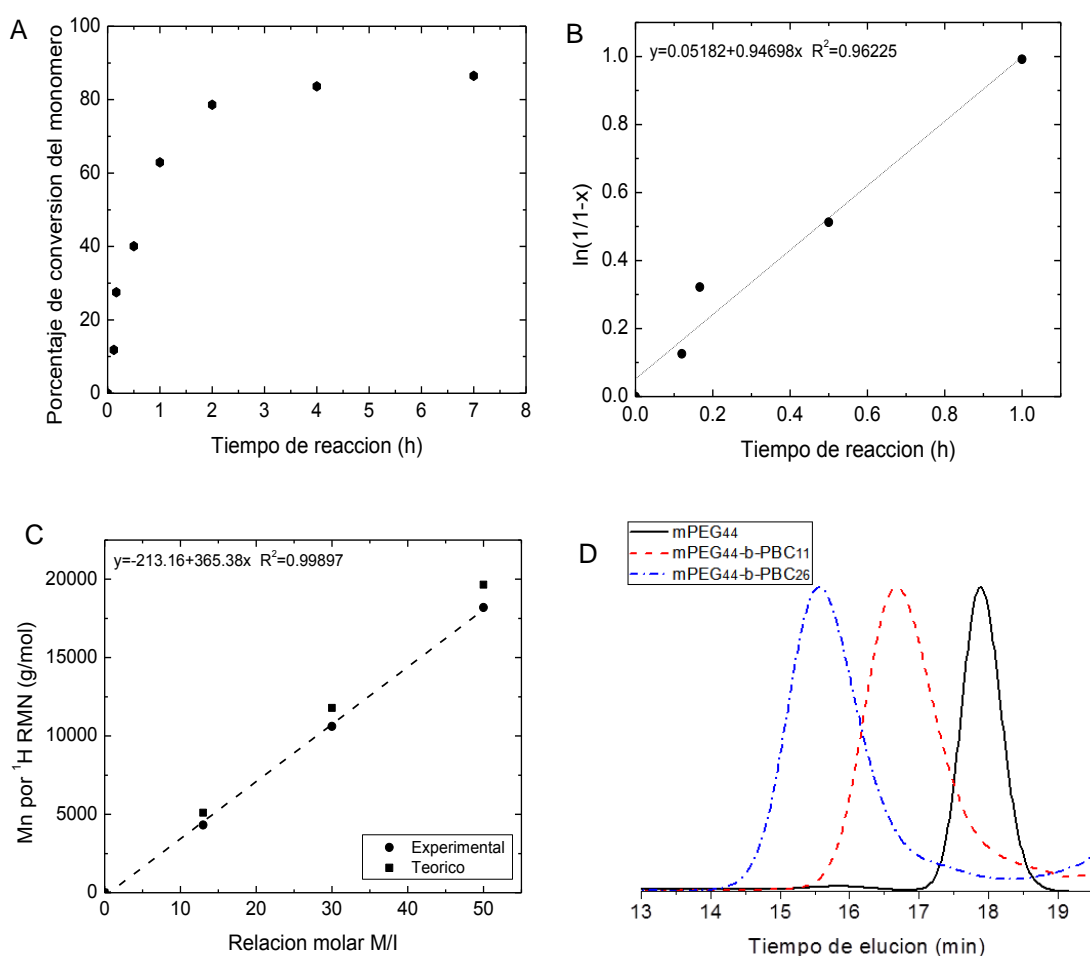 A
Porcentaje de conversion del monomero
100
80
60
40
20
0
0 1 2 3 4 5 6 7 8
Tiempo de reaccion (h)
B
y=0.05182+0.94698x R²=0.96225
ln(1/1-x)
1.0
0.8
0.6
0.4
0.2
0.0
0.0 0.2 0.4 0.6 0.8 1.0
Tiempo de reaccion (h)
C
y=-213.16+365.38x R²=0.99897
Mn por ¹H RMN (g/mol)
20000
15000
10000
5000
0
0 10 20 30 40 50
Experimental
Teorico
Relacion molar M/I
D
mPEG44
mPEG44-b-PBC11
mPEG44-b-PBC26
13 14 15 16 17 18 19
Tiempo de elucion (min)